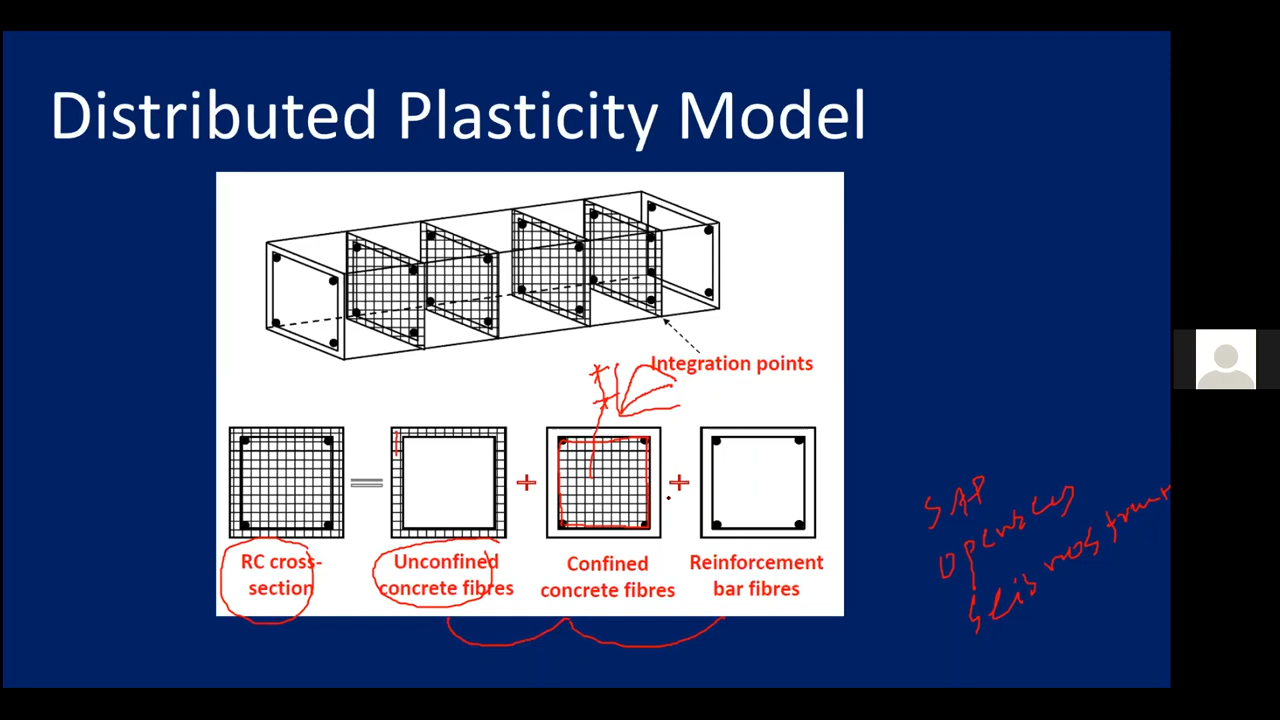 Distributed Plasticity Model
Integration points
RC cross-
section
Unconfined
concrete fibres
Confined
concrete fibres
Reinforcement
bar fibres
SAP
opensees
seismostruct